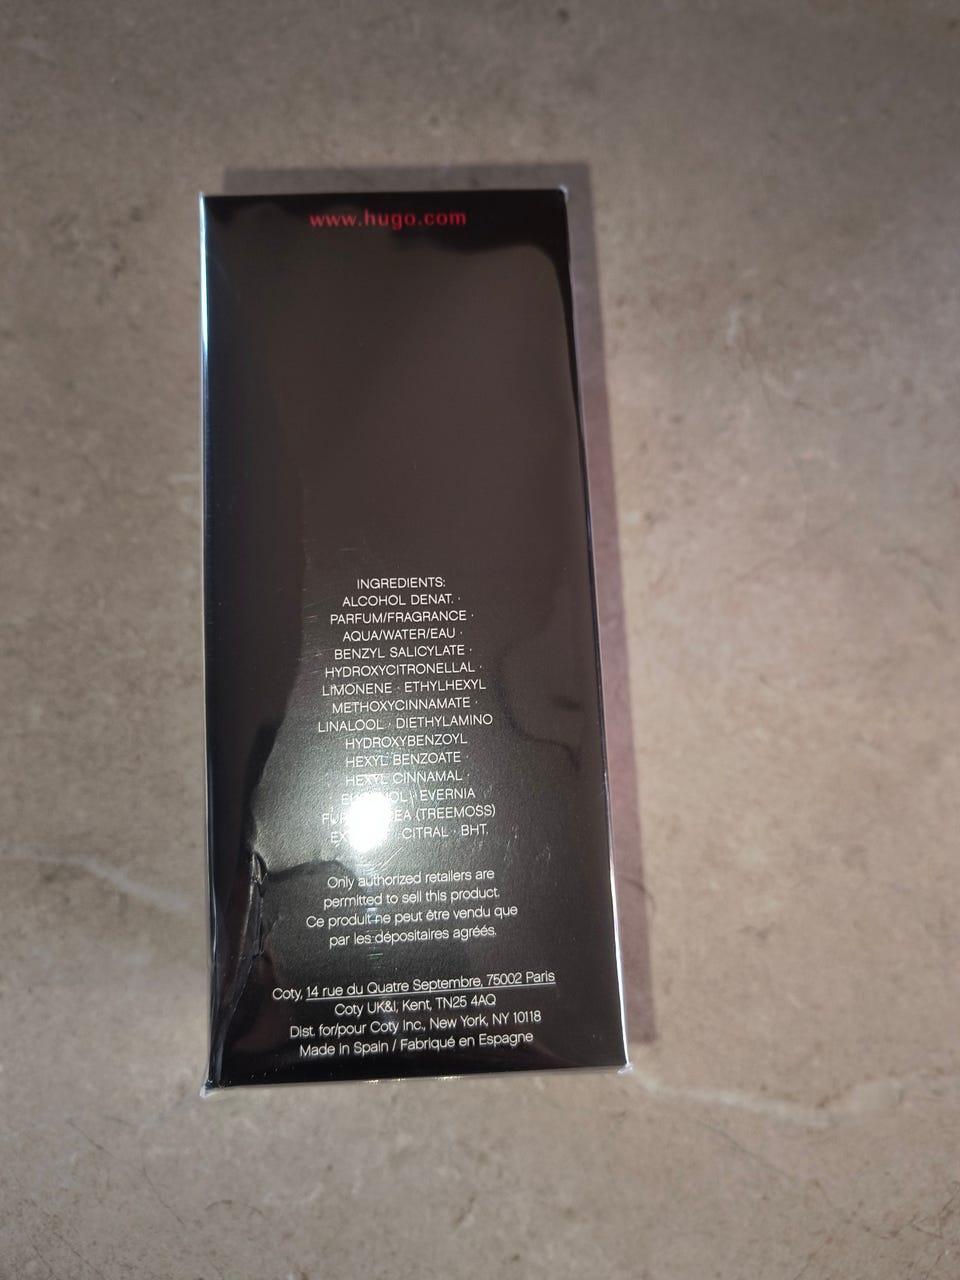 www.hugo.com
INGREDIENTS:
ALCOHOL DENAT. ·
PARFUM/FRAGRANCE ·
AQUA/WATER/EAU ·
BENZYL SALICYLATE ·
HYDROXYCITRONELLAL ·
LIMONENE · ETHYLHEXYL
METHOXYCINNAMATE ·
LINALOOL · DIETHYLAMINO
HYDROXYBENZOYL
HEXYL BENZOATE ·
HEXYL CINNAMAL ·
· EVERNIA
(TREEMOSS)
CITRAL · BHT.
Only authorized retailers are
permitted to sell this product.
Ce produit ne peut être vendu que
par les dépositaires agréés.
Coty, 14 rue du Quatre Septembre, 75002 Paris
Coty UK&I, Kent, TN25 4AQ
Dist. for/pour Coty Inc., New York, NY 10118
Made in Spain / Fabriqué en Espagne